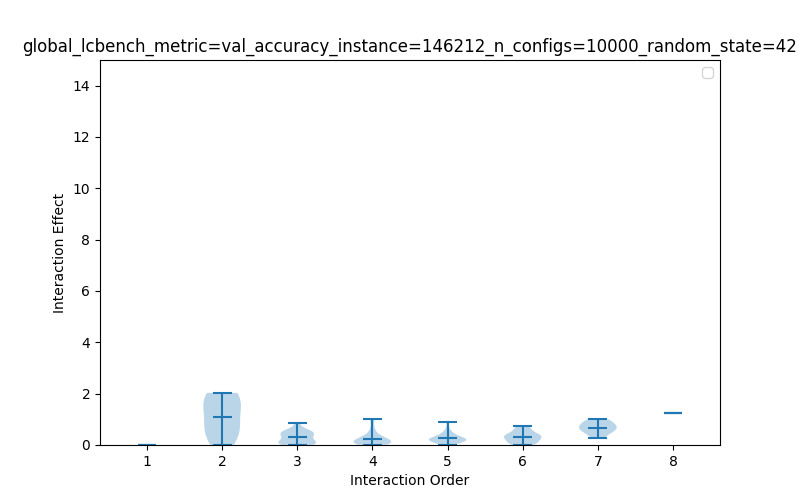 global_lcbench_metric=val_accuracy_instance=146212_n_configs=10000_random_state=42
14
12
10
8
6
4
2
0
Interaction Effect
1 2 3 4 5 6 7 8
Interaction Order